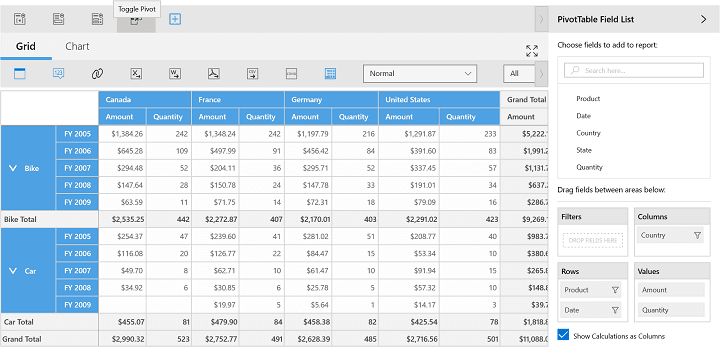 Toggle Pivot
PivotTable Field List
Grid Chart
Choose fields to add to report:
Normal All
Search here...
Product
Date
Country
State
Quantity
Canada France Germany United States Grand Total
Amount Quantity Amount Quantity Amount Quantity Amount Quantity Amount
Bike
FY 2005 $1,384.26 242 $1,348.24 242 $1,197.79 216 $1,291.87 233 $5,222.
FY 2006 $645.28 109 $497.99 91 $456.42 84 $391.60 83 $1,991.2
FY 2007 $294.48 52 $204.11 36 $295.71 52 $337.45 57 $1,131.7
FY 2008 $147.64 28 $150.78 24 $147.78 33 $191.01 34 $637.
FY 2009 $63.59 11 $71.75 14 $72.31 18 $79.09 16 $286.7
Bike Total $2,535.25 442 $2,272.87 407 $2,170.01 403 $2,291.02 423 $9,269.
Car
FY 2005 $254.37 47 $239.60 41 $281.02 51 $208.77 40 $983.7
FY 2006 $116.08 20 $126.77 22 $84.47 15 $53.34 10 $380.6
FY 2007 $49.70 8 $62.71 10 $61.47 10 $91.94 15 $265.8
FY 2008 $34.92 6 $30.85 6 $25.78 5 $57.32 10 $148.8
FY 2009 $19.97 5 $5.64 1 $14.17 3 $39.7
Car Total $455.07 81 $479.90 84 $458.38 82 $425.54 78 $1,818.8
Grand Total $2,990.32 523 $2,752.77 491 $2,628.39 485 $2,716.56 501 $11,088.0
Drag fields between areas below:
Filters
DROP FIELDS HERE
Columns
Country
Rows
Product
Date
Values
Amount
Quantity
Show Calculations as Columns